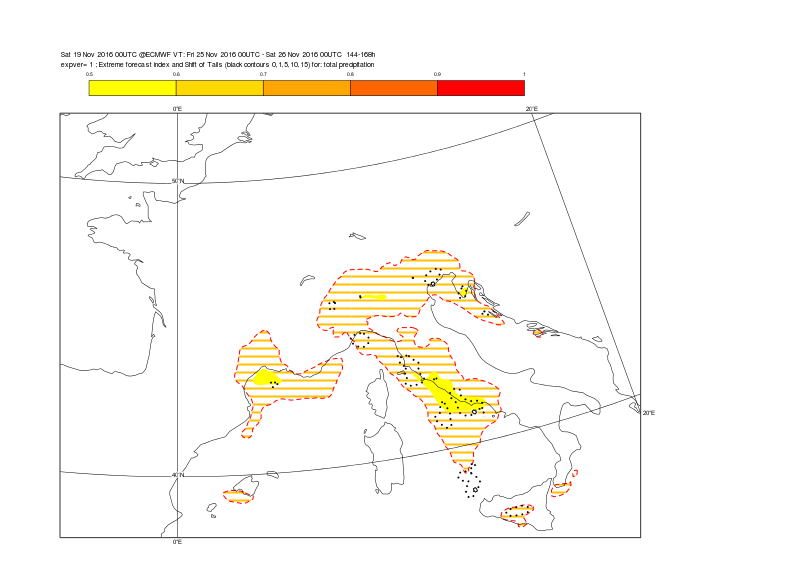 Sat 19 Nov 2016 00UTC @ECMWF VT: Fri 25 Nov 2016 00UTC - Sat 26 Nov 2016 00UTC 144-168h
expver= 1 ; Extreme forecast index and Shift of Tails (black contours 0,1,5,10,15) for: total precipitation
0.5 0.6 0.7 0.8 0.9 1
0°E 20°E
50°N
20°E
40°N
0°E